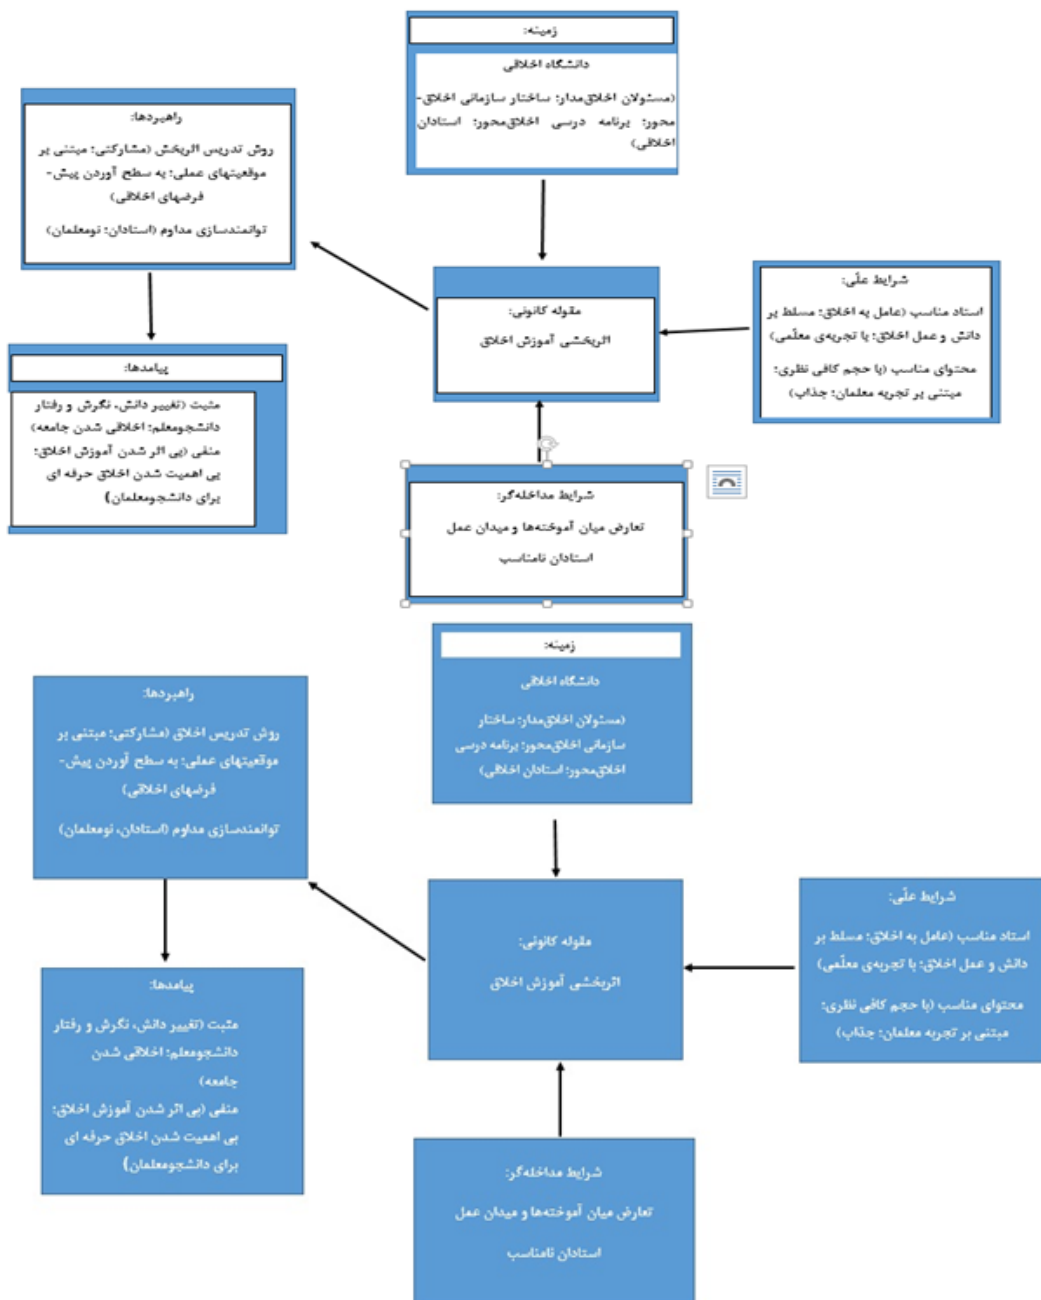 زمینه:
دانشگاه اخلاقی
(مسئولان اخلاق‌مدار؛ ساختار سازمانی اخلاق-
محور؛ برنامه درسی اخلاق‌محور؛ استادان
اخلاقی)
راهبردها:
روش تدریس اثربخش (مشارکتی؛ مبتنی بر
موقعیتهای عملی؛ به سطح آوردن پیش-
فرضهای اخلاقی)
توانمندسازی مداوم (استادان؛ نومعلمان)
شرایط علّی:
استاد مناسب (عامل به اخلاق؛ مسلط بر
دانش و عمل اخلاق؛ با تجربه‌ی معلّمی)
محتوای مناسب (با حجم کافی نظری؛
مبتنی بر تجربه معلمان؛ جذاب)
مقوله کانونی:
اثربخشی آموزش اخلاق
پیامدها:
مثبت (تغییر دانش، نگرش و رفتار
دانشجومعلم؛ اخلاقی شدن جامعه)
منفی (بی اثر شدن آموزش اخلاق؛
بی اهمیت شدن اخلاق حرفه ای
برای دانشجومعلمان)
شرایط مداخله‌گر:
تعارض میان آموخته‌ها و میدان عمل
استادان نامناسب
زمینه:
دانشگاه اخلاقی
(مسئولان اخلاق‌مدار؛ ساختار
سازمانی اخلاق‌محور؛ برنامه درسی
اخلاق‌محور؛ استادان اخلاقی)
راهبردها:
روش تدریس اخلاق (مشارکتی؛ مبتنی بر
موقعیتهای عملی؛ به سطح آوردن پیش-
فرضهای اخلاقی)
توانمندسازی مداوم (استادان، نومعلمان)
شرایط علّی:
استاد مناسب (عامل به اخلاق؛ مسلط بر
دانش و عمل اخلاق؛ با تجربه‌ی معلّمی)
محتوای مناسب (با حجم کافی نظری؛
مبتنی بر تجربه معلمان؛ جذاب)
مقوله کانونی:
اثربخشی آموزش اخلاق
پیامدها:
مثبت (تغییر دانش، نگرش و رفتار
دانشجومعلم؛ اخلاقی شدن
جامعه)
منفی (بی اثر شدن آموزش اخلاق؛
بی اهمیت شدن اخلاق حرفه ای
برای دانشجومعلمان)
شرایط مداخله‌گر:
تعارض میان آموخته‌ها و میدان عمل
استادان نامناسب